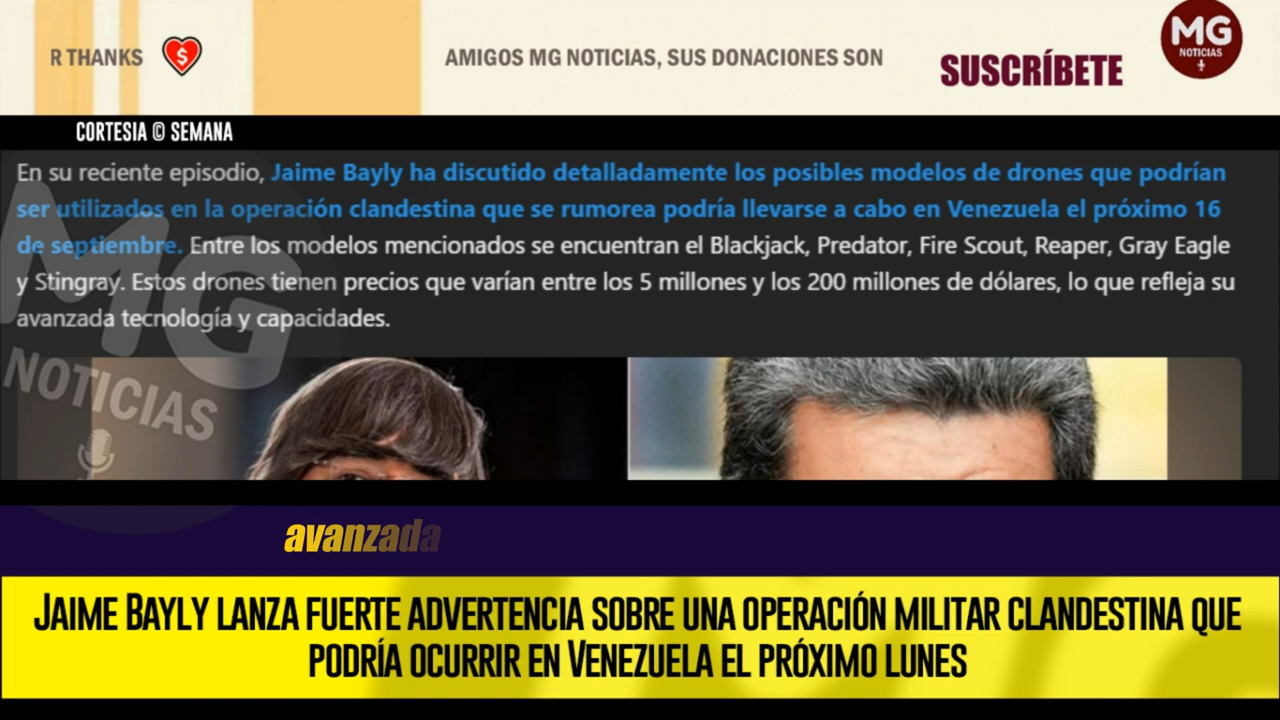 R THANKS
AMIGOS MG NOTICIAS, SUS DONACIONES SON
SUSCRÍBETE
MG
NOTICIAS
CORTESIA © SEMANA
En su reciente episodio, Jaime Bayly ha discutido detalladamente los posibles modelos de drones que podrían
ser utilizados en la operación clandestina que se rumorea podría llevarse a cabo en Venezuela el próximo 16
de septiembre. Entre los modelos mencionados se encuentran el Blackjack, Predator, Fire Scout, Reaper, Gray Eagle
y Stingray. Estos drones tienen precios que varían entre los 5 millones y los 200 millones de dólares, lo que refleja su
avanzada tecnología y capacidades.
MG
NOTICIAS
avanzada
JAIME BAYLY LANZA FUERTE ADVERTENCIA SOBRE UNA OPERACIÓN MILITAR CLANDESTINA QUE
PODRÍA OCURRIR EN VENEZUELA EL PRÓXIMO LUNES